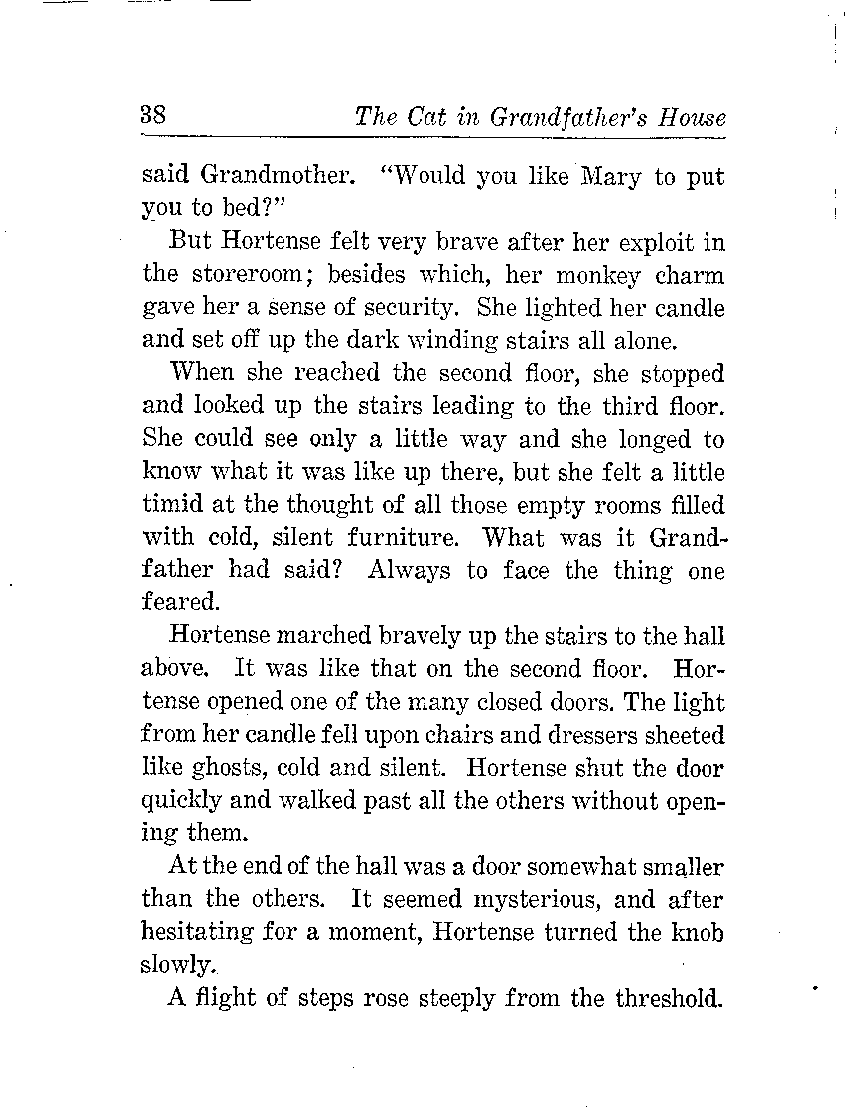 38 The Cat in Grandfather's House
said Grandmother. “Would you like Mary to put
you to bed?”
But Hortense felt very brave after her exploit in
the storeroom; besides which, her monkey charm
gave her a sense of security. She lighted her candle
and set off up the dark winding stairs all alone.
When she reached the second floor, she stopped
and looked up the stairs leading to the third floor.
She could see only a little way and she longed to
know what it was like up there, but she felt a little
timid at the thought of all those empty rooms filled
with cold, silent furniture. What was it Grand-
father had said? Always to face the thing one
feared.
Hortense marched bravely up the stairs to the hall
above. It was like that on the second floor. Hor-
tense opened one of the many closed doors. The light
from her candle fell upon chairs and dressers sheeted
like ghosts, cold and silent. Hortense shut the door
quickly and walked past all the others without open-
ing them.
At the end of the hall was a door somewhat smaller
than the others. It seemed mysterious, and after
hesitating for a moment, Hortense turned the knob
slowly.
A flight of steps rose steeply from the threshold.